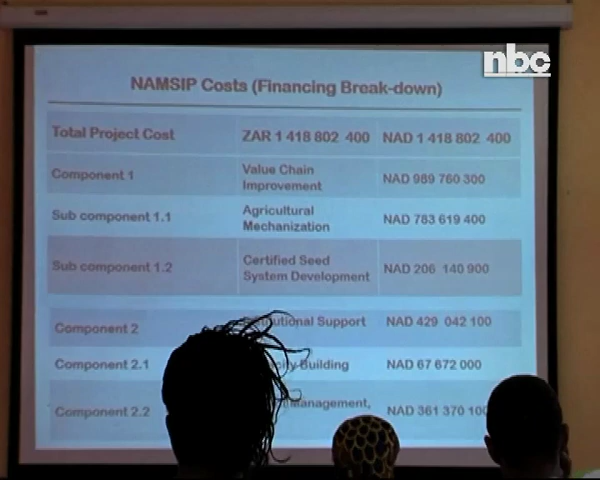 nbc
NAMSIP Costs (Financing Break-down)
Total Project Cost ZAR 1 418 802 400 NAD 1 418 802 400
Component 1 Value Chain Improvement NAD 989 760 300
Sub component 1.1 Agricultural Mechanization NAD 783 619 400
Sub component 1.2 Certified Seed System Development NAD 206 140 900
Component 2 Support NAD 429 042 100
Component 2.1 Building NAD 67 672 000
Component 2.2 Management, NAD 361 370 100